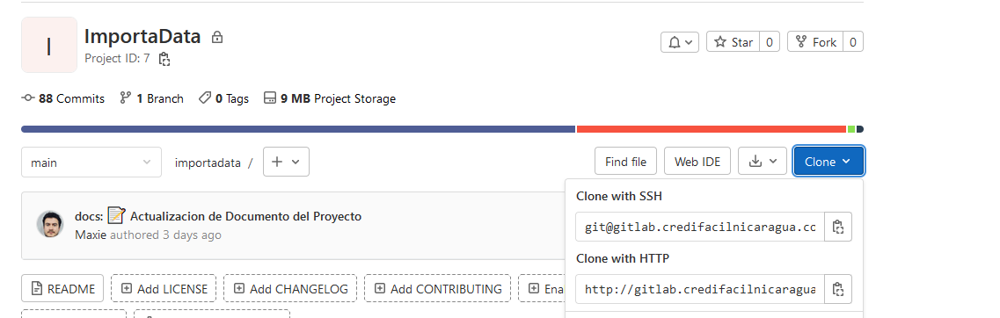 I
ImportaData
Project ID: 7
Star 0
Fork 0
88 Commits
1 Branch
0 Tags
9 MB Project Storage
main
importadata /
Find file
Web IDE
Clone
Clone with SSH
git@gitlab.credifacilnicaragua.co
Clone with HTTP
http://gitlab.credifacilnicaragua
docs: 📝 Actualizacion de Documento del Proyecto
Maxie authored 3 days ago
README
Add LICENSE
Add CHANGELOG
Add CONTRIBUTING
Ena